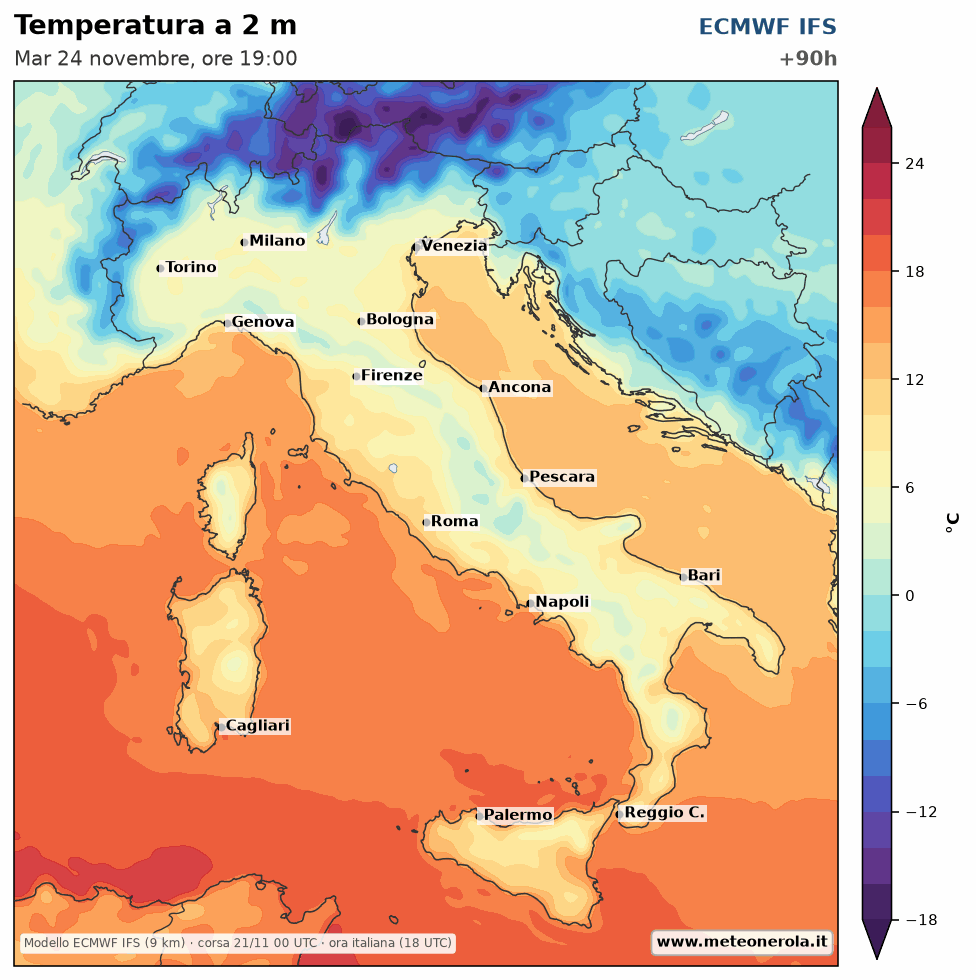 Temperatura a 2 m
ECMWF IFS
Mar 24 novembre, ore 19:00
+90h
Milano
Venezia
Torino
Genova
Bologna
Firenze
Ancona
Pescara
Roma
Bari
Napoli
Cagliari
Palermo
Reggio C.
24
18
12
6
0
−6
−12
−18
°C
Modello ECMWF IFS (9 km) · corsa 21/11 00 UTC · ora italiana (18 UTC)
www.meteonerola.it